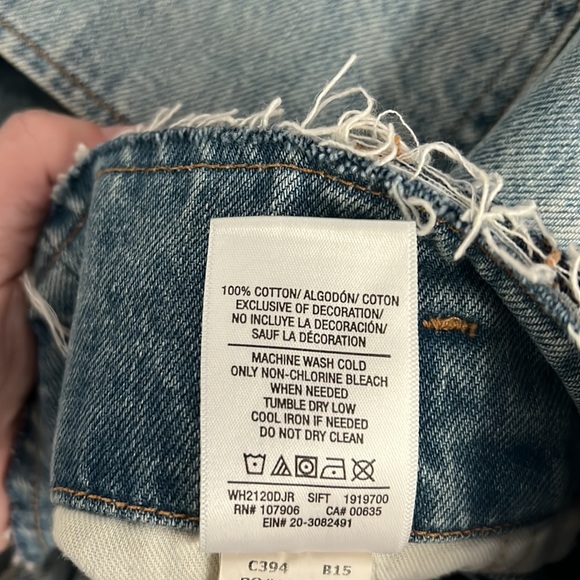 100% COTTON/ ALGODÓN/ COTON
EXCLUSIVE OF DECORATION/
NO INCLUYE LA DECORACIÓN/
SAUF LA DÉCORATION
MACHINE WASH COLD
ONLY NON-CHLORINE BLEACH
WHEN NEEDED
TUMBLE DRY LOW
COOL IRON IF NEEDED
DO NOT DRY CLEAN
WH2120DJR SIFT 1919700
RN# 107906 CA# 00635
EIN# 20-3082491
C394 B15